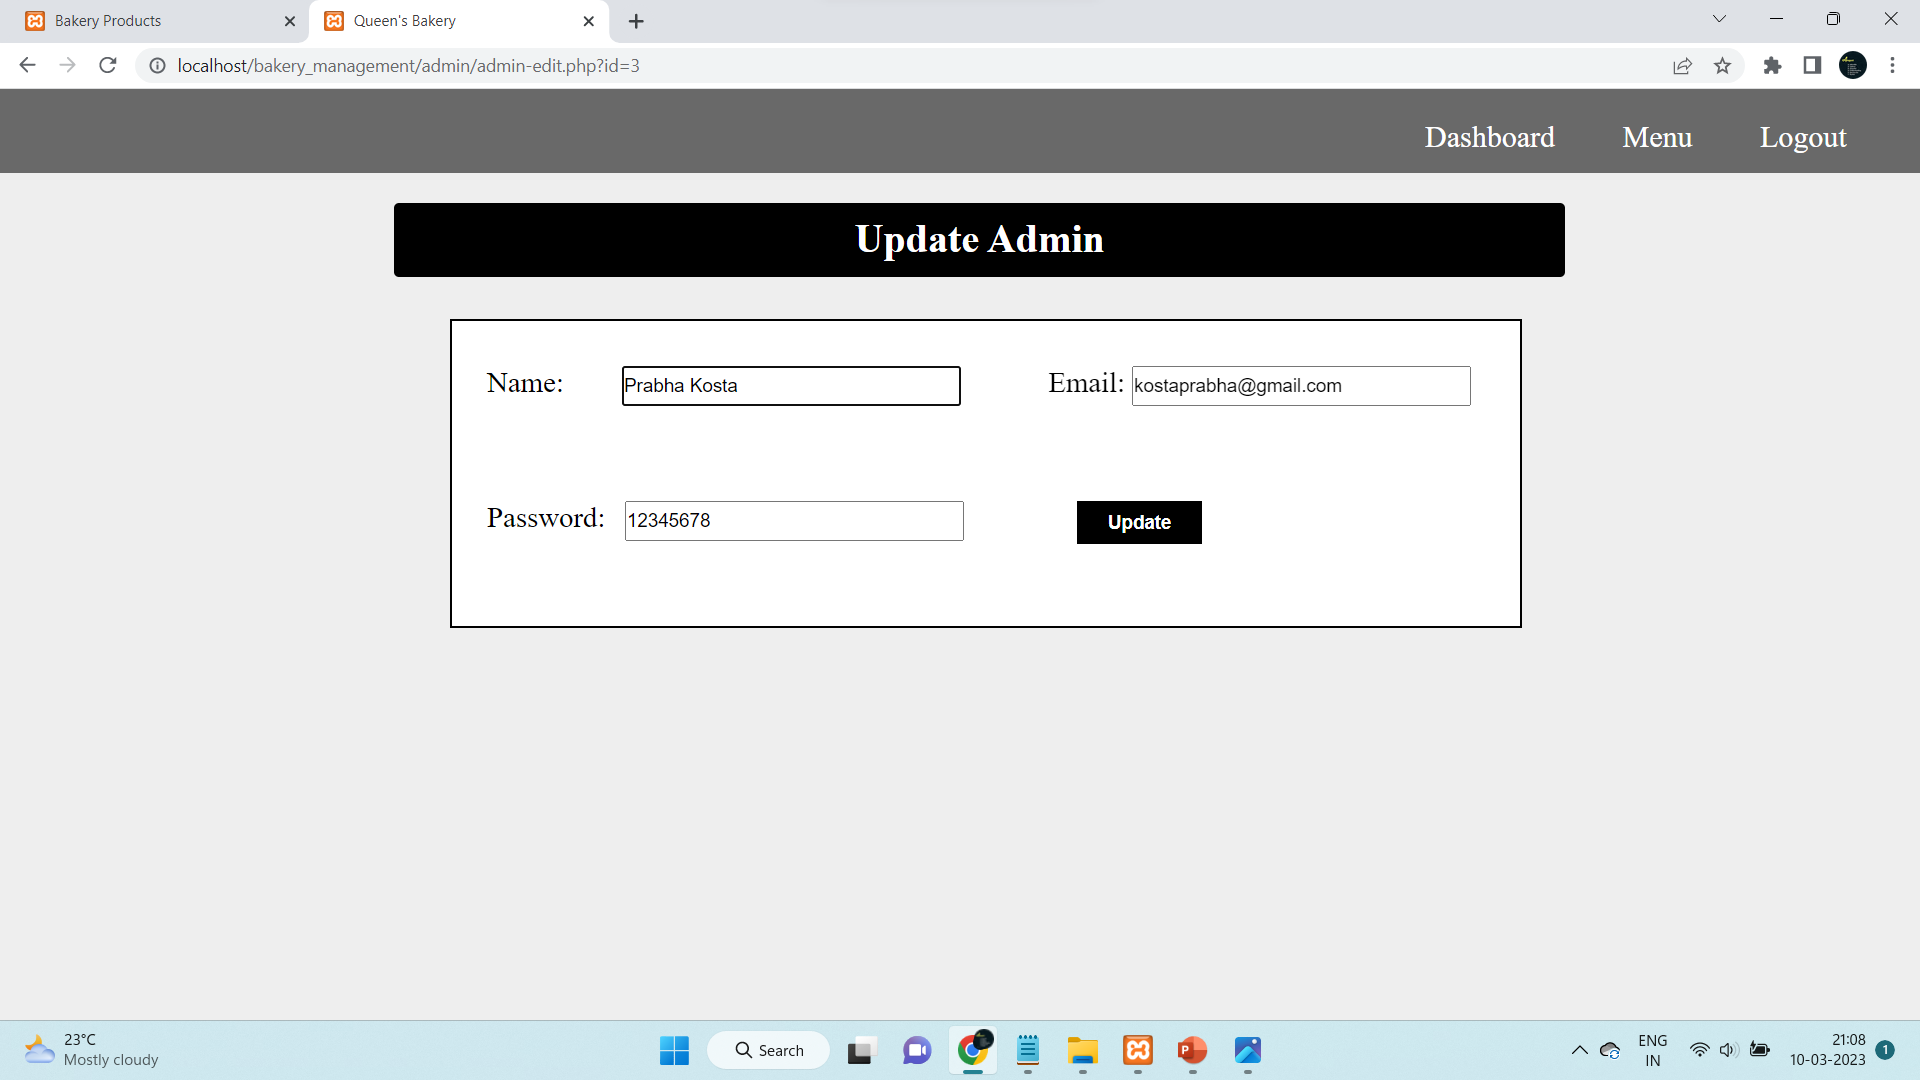 Bakery Products
Queen's Bakery
localhost/bakery_management/admin/admin-edit.php?id=3
Dashboard Menu Logout
Update Admin
Name: Prabha Kosta Email: kostaprabha@gmail.com
Password: 12345678 Update
23°C
Mostly cloudy
Search
P
ENG
IN
21:08
10-03-2023
1